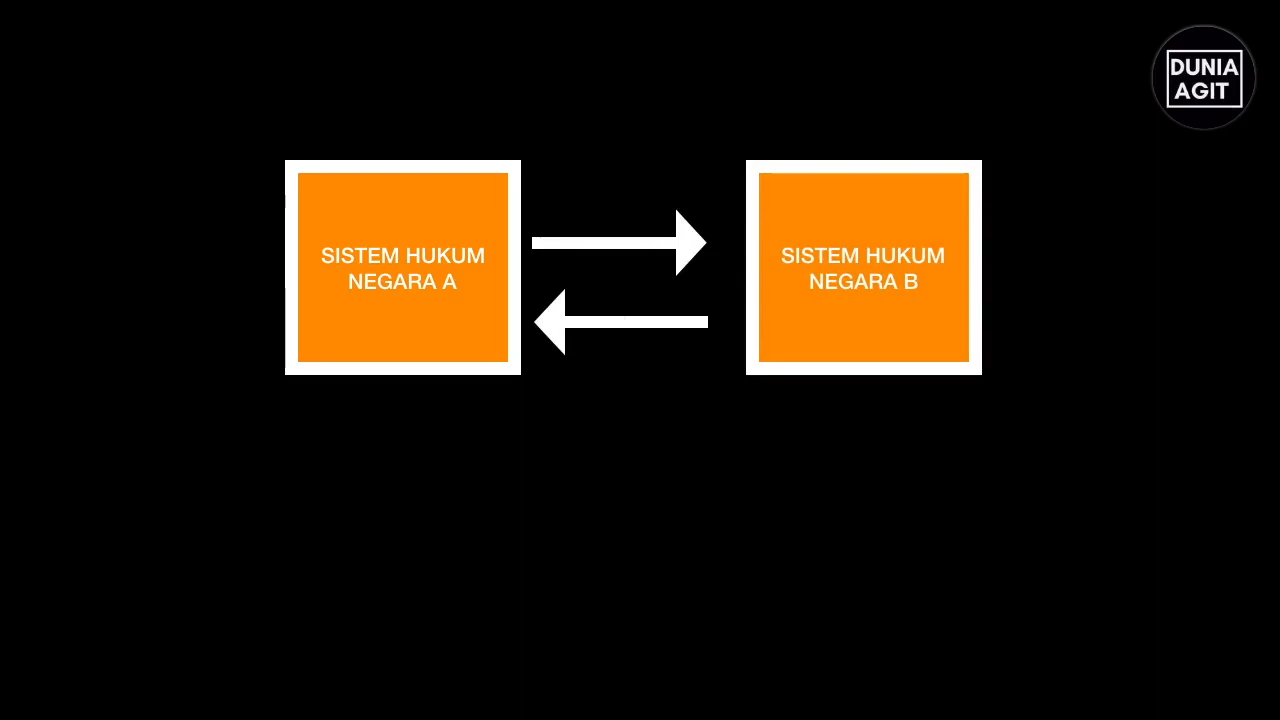 DUNIA
AGIT
SISTEM HUKUM
NEGARA A
SISTEM HUKUM
NEGARA B